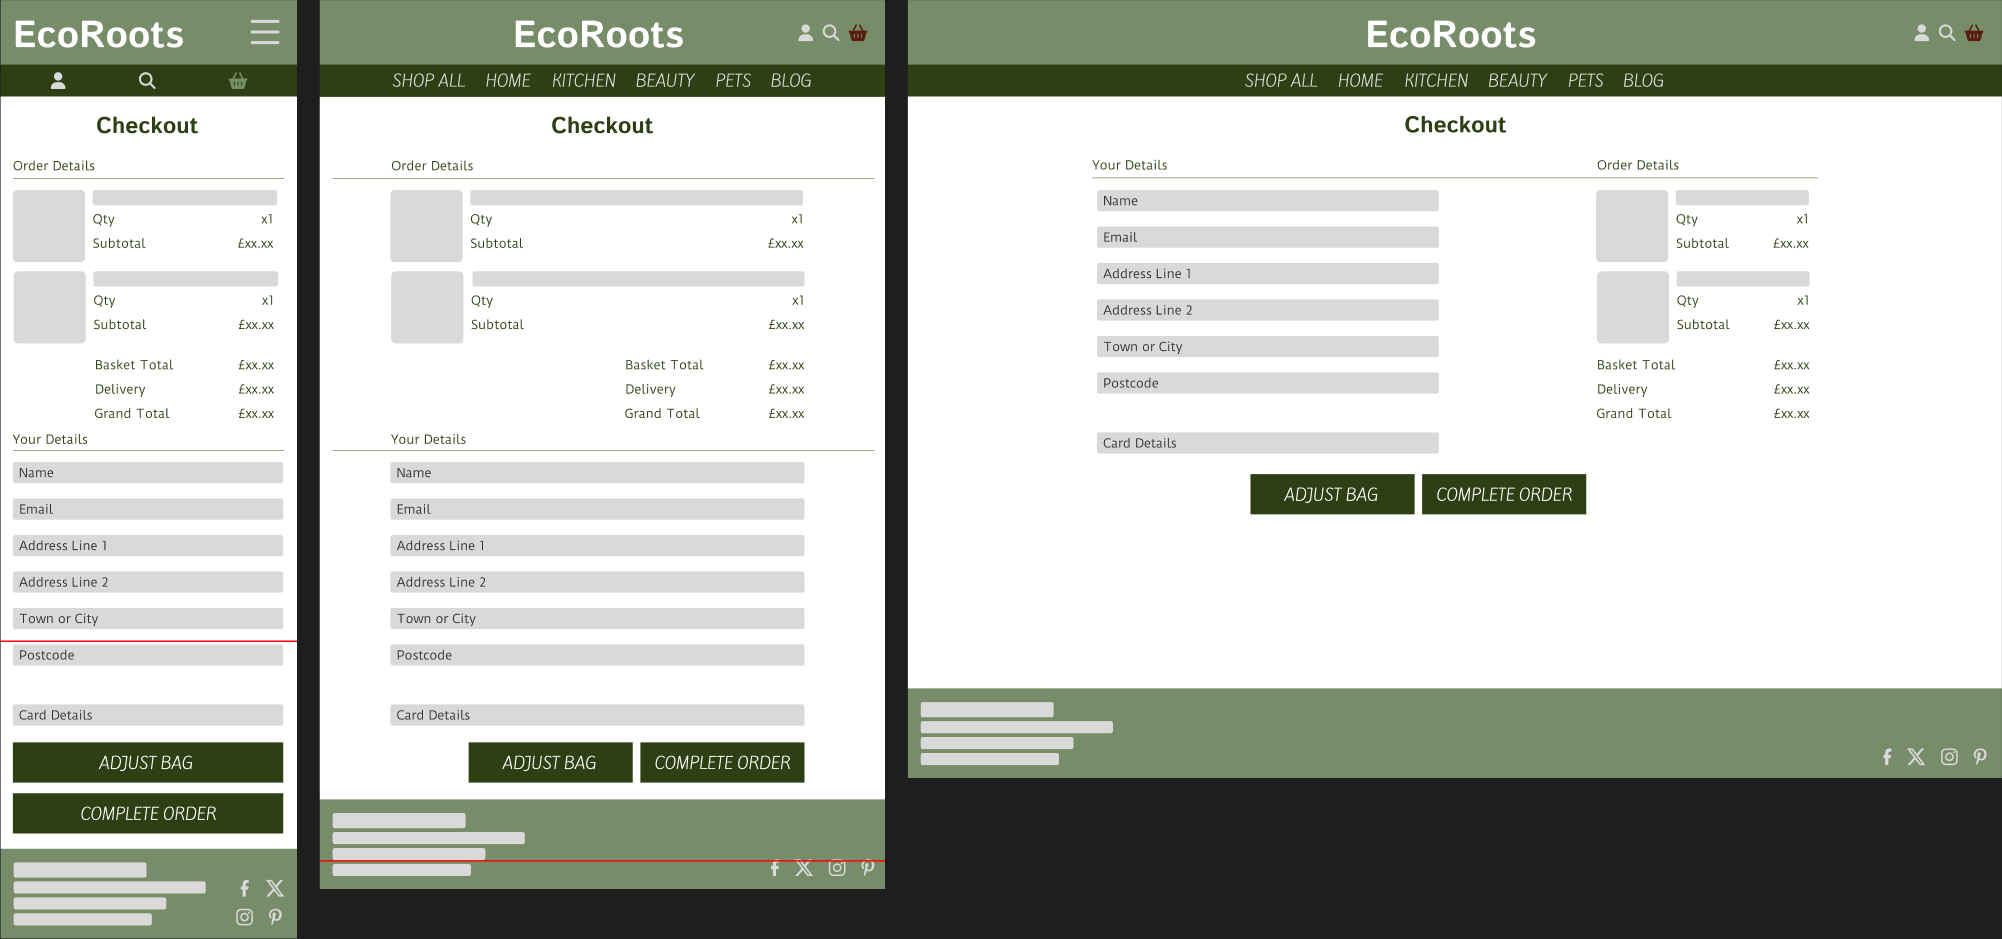 EcoRoots
Checkout
Order Details
Qty x1
Subtotal £xx.xx
Qty x1
Subtotal £xx.xx
Basket Total £xx.xx
Delivery £xx.xx
Grand Total £xx.xx
Your Details
Name
Email
Address Line 1
Address Line 2
Town or City
Postcode
Card Details
ADJUST BAG
COMPLETE ORDER
EcoRoots
SHOP ALL HOME KITCHEN BEAUTY PETS BLOG
Checkout
Order Details
Qty x1
Subtotal £xx.xx
Qty x1
Subtotal £xx.xx
Basket Total £xx.xx
Delivery £xx.xx
Grand Total £xx.xx
Your Details
Name
Email
Address Line 1
Address Line 2
Town or City
Postcode
Card Details
ADJUST BAG COMPLETE ORDER
EcoRoots
SHOP ALL HOME KITCHEN BEAUTY PETS BLOG
Checkout
Your Details
Name
Email
Address Line 1
Address Line 2
Town or City
Postcode
Card Details
Order Details
Qty x1
Subtotal £xx.xx
Qty x1
Subtotal £xx.xx
Basket Total £xx.xx
Delivery £xx.xx
Grand Total £xx.xx
ADJUST BAG COMPLETE ORDER